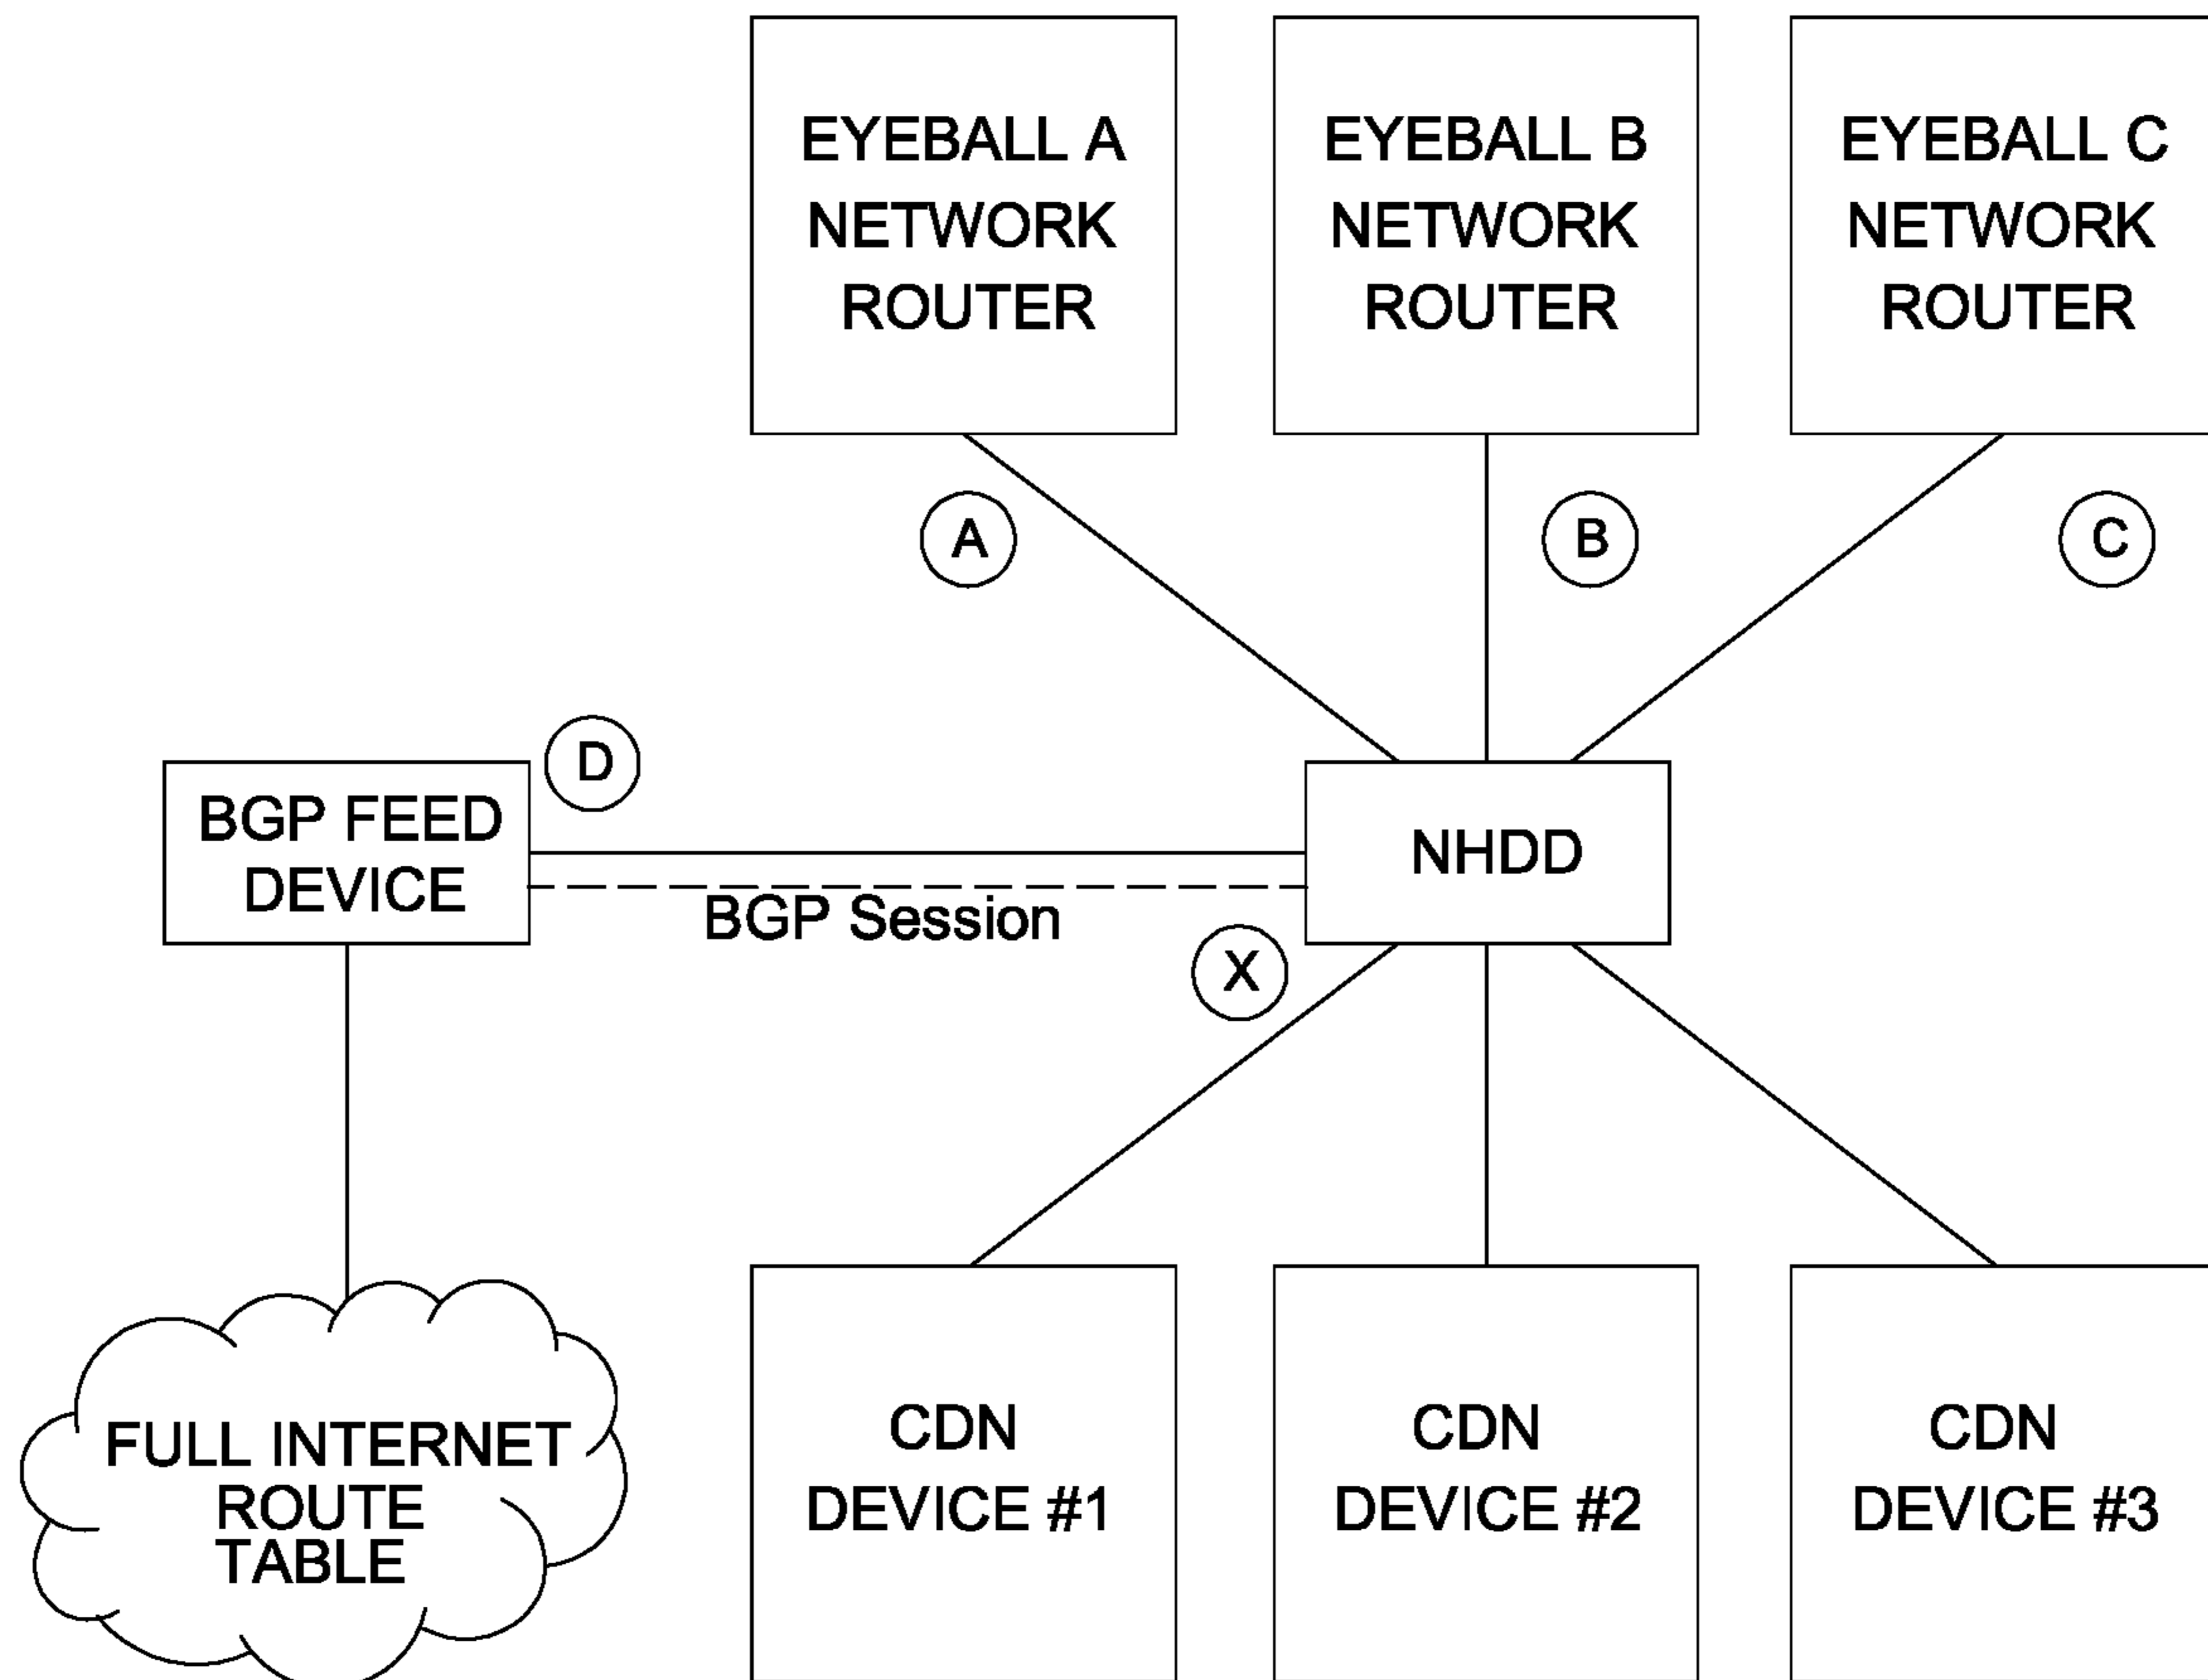 EYEBALL A
NETWORK
ROUTER
EYEBALL B
NETWORK
ROUTER
EYEBALL C
NETWORK
ROUTER
A
B
C
D
BGP FEED
DEVICE
BGP Session
NHDD
X
FULL INTERNET
ROUTE
TABLE
CDN
DEVICE #1
CDN
DEVICE #2
CDN
DEVICE #3